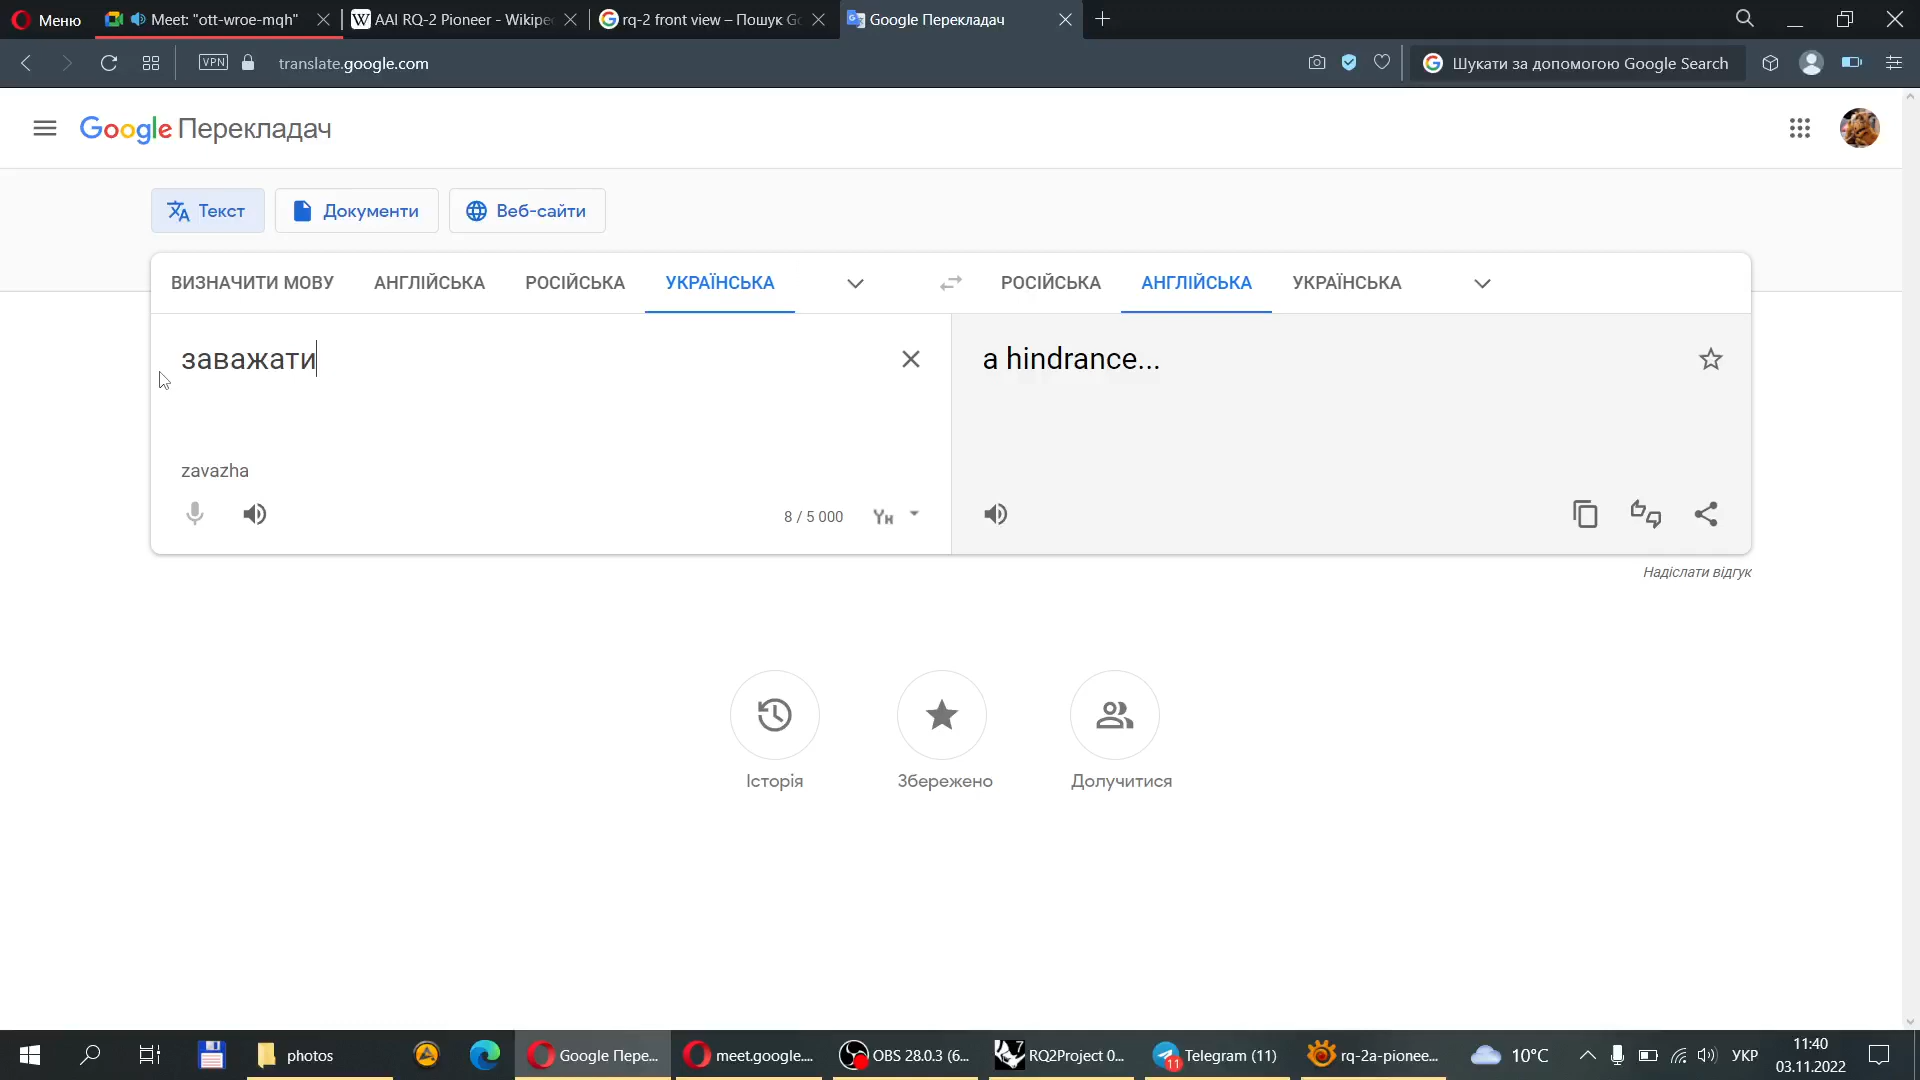 Меню
Meet: "ott-wroe-mqh"
AAI RQ-2 Pioneer - Wikipe
rq-2 front view – Пошук Go
Google Перекладач
VPN
translate.google.com
Шукати за допомогою Google Search
Google Перекладач
Текст
Документи
Веб-сайти
ВИЗНАЧИТИ МОВУ
АНГЛІЙСЬКА
РОСІЙСЬКА
УКРАЇНСЬКА
РОСІЙСЬКА
АНГЛІЙСЬКА
УКРАЇНСЬКА
заважати
a hindrance...
zavazha
8 / 5 000
Надіслати відгук
Історія
Збережено
Долучитися
photos
Google Пере...
meet.google....
OBS 28.0.3 (6...
RQ2Project 0...
Telegram (11)
rq-2a-pionee...
10°C
УКР
11:40
03.11.2022